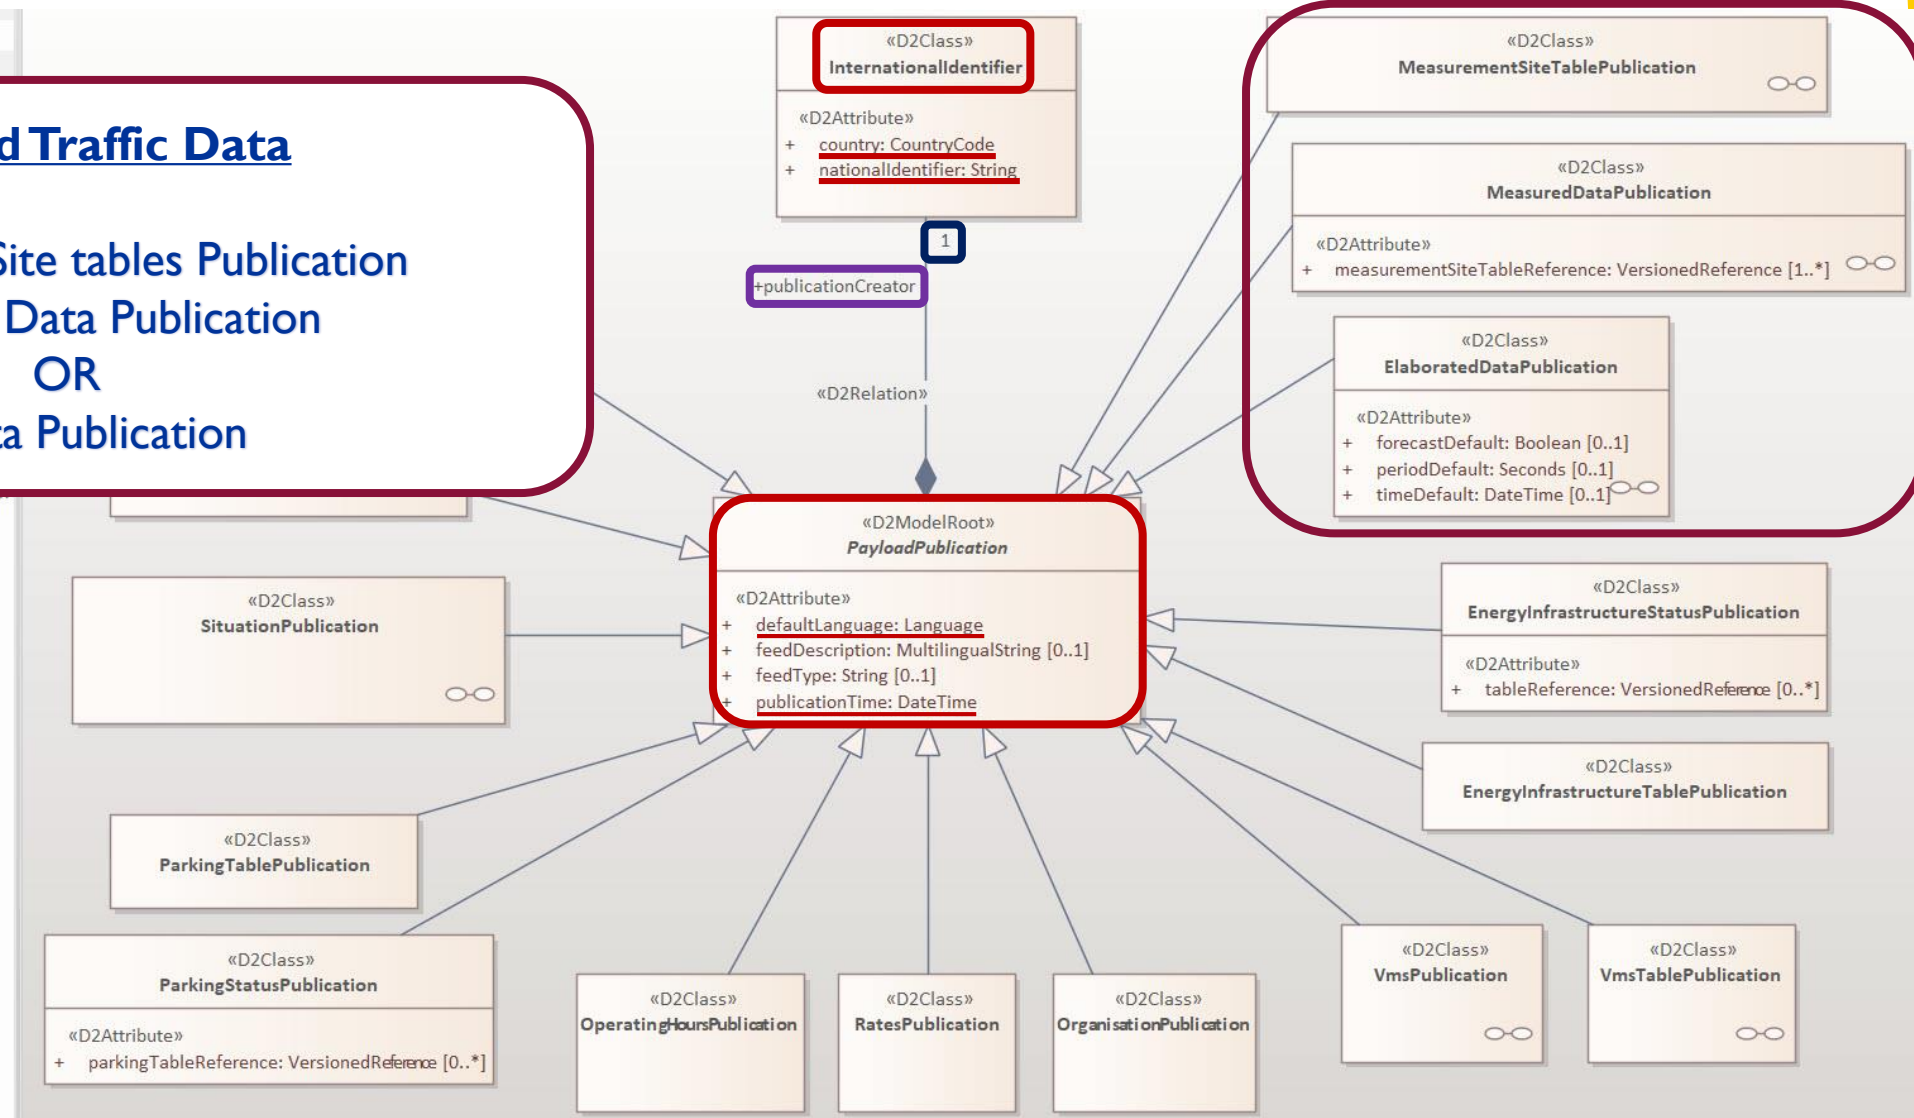 «D2Class»
InternationalIdentifier
«D2Attribute»
+ country: CountryCode
+ nationalIdentifier: String
1
+publicationCreator
«D2Relation»
«D2Class»
MeasurementSiteTablePublication
«D2Class»
MeasuredDataPublication
«D2Attribute»
+ measurementSiteTableReference: VersionedReference [1..*]
«D2Class»
ElaboratedDataPublication
«D2Attribute»
+ forecastDefault: Boolean [0..1]
+ periodDefault: Seconds [0..1]
+ timeDefault: DateTime [0..1]
d Traffic Data
Site tables Publication
Data Publication
OR
ta Publication
«D2ModelRoot»
PayloadPublication
«D2Attribute»
+ defaultLanguage: Language
+ feedDescription: MultilingualString [0..1]
+ feedType: String [0..1]
+ publicationTime: DateTime
«D2Class»
SituationPublication
«D2Class»
EnergyInfrastructureStatusPublication
«D2Attribute»
+ tableReference: VersionedReference [0..*]
«D2Class»
EnergyInfrastructureTablePublication
«D2Class»
ParkingTablePublication
«D2Class»
ParkingStatusPublication
«D2Attribute»
+ parkingTableReference: VersionedReference [0..*]
«D2Class»
OperatingHoursPublication
«D2Class»
RatesPublication
«D2Class»
OrganisationPublication
«D2Class»
VmsPublication
«D2Class»
VmsTablePublication